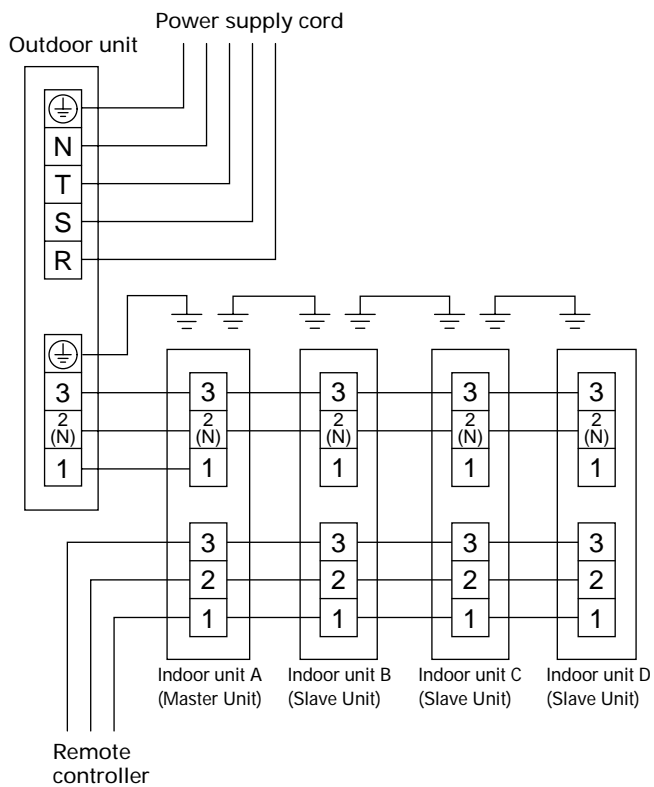 Power supply cord
Outdoor unit
N
T
S
R
3
2
(N)
1
3
2
(N)
1
3
2
(N)
1
3
2
(N)
1
3
2
(N)
1
3
2
1
3
2
1
3
2
1
3
2
1
Indoor unit A
(Master Unit)
Indoor unit B
(Slave Unit)
Indoor unit C
(Slave Unit)
Indoor unit D
(Slave Unit)
Remote
controller